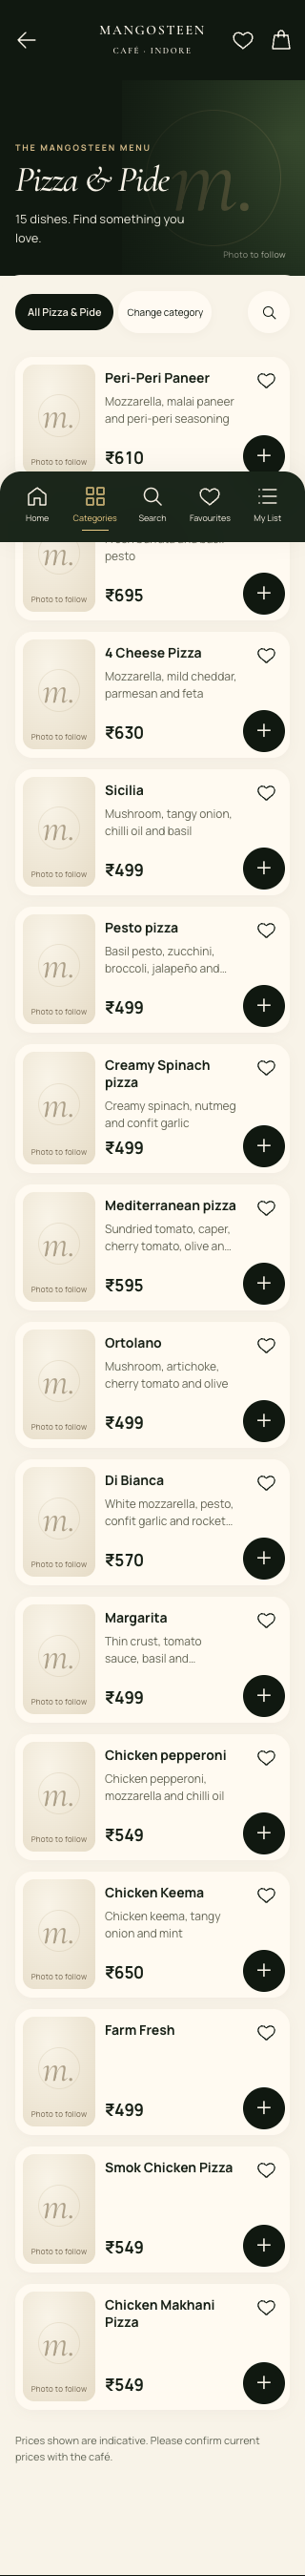 MANGOSTEEN
CAFÉ · INDORE
THE MANGOSTEEN MENU
Pizza & Pide
m.
15 dishes. Find something you
love.
Photo to follow
All Pizza & Pide
Change category
m.
Photo to follow
Peri-Peri Paneer
Mozzarella, malai paneer
and peri-peri seasoning
₹610
Home
Categories
Search
Favourites
My List
pesto
₹695
Photo to follow
m.
Photo to follow
4 Cheese Pizza
Mozzarella, mild cheddar,
parmesan and feta
₹630
m.
Photo to follow
Sicilia
Mushroom, tangy onion,
chilli oil and basil
₹499
m.
Photo to follow
Pesto pizza
Basil pesto, zucchini,
broccoli, jalapeño and…
₹499
m.
Photo to follow
Creamy Spinach
pizza
Creamy spinach, nutmeg
and confit garlic
₹499
m.
Photo to follow
Mediterranean pizza
Sundried tomato, caper,
cherry tomato, olive an…
₹595
m.
Photo to follow
Ortolano
Mushroom, artichoke,
cherry tomato and olive
₹499
m.
Photo to follow
Di Bianca
White mozzarella, pesto,
confit garlic and rocket…
₹570
m.
Photo to follow
Margarita
Thin crust, tomato
sauce, basil and…
₹499
m.
Photo to follow
Chicken pepperoni
Chicken pepperoni,
mozzarella and chilli oil
₹549
m.
Photo to follow
Chicken Keema
Chicken keema, tangy
onion and mint
₹650
m.
Photo to follow
Farm Fresh
₹499
m.
Photo to follow
Smok Chicken Pizza
₹549
m.
Photo to follow
Chicken Makhani
Pizza
₹549
m.
Photo to follow
Prices shown are indicative. Please confirm current
prices with the café.